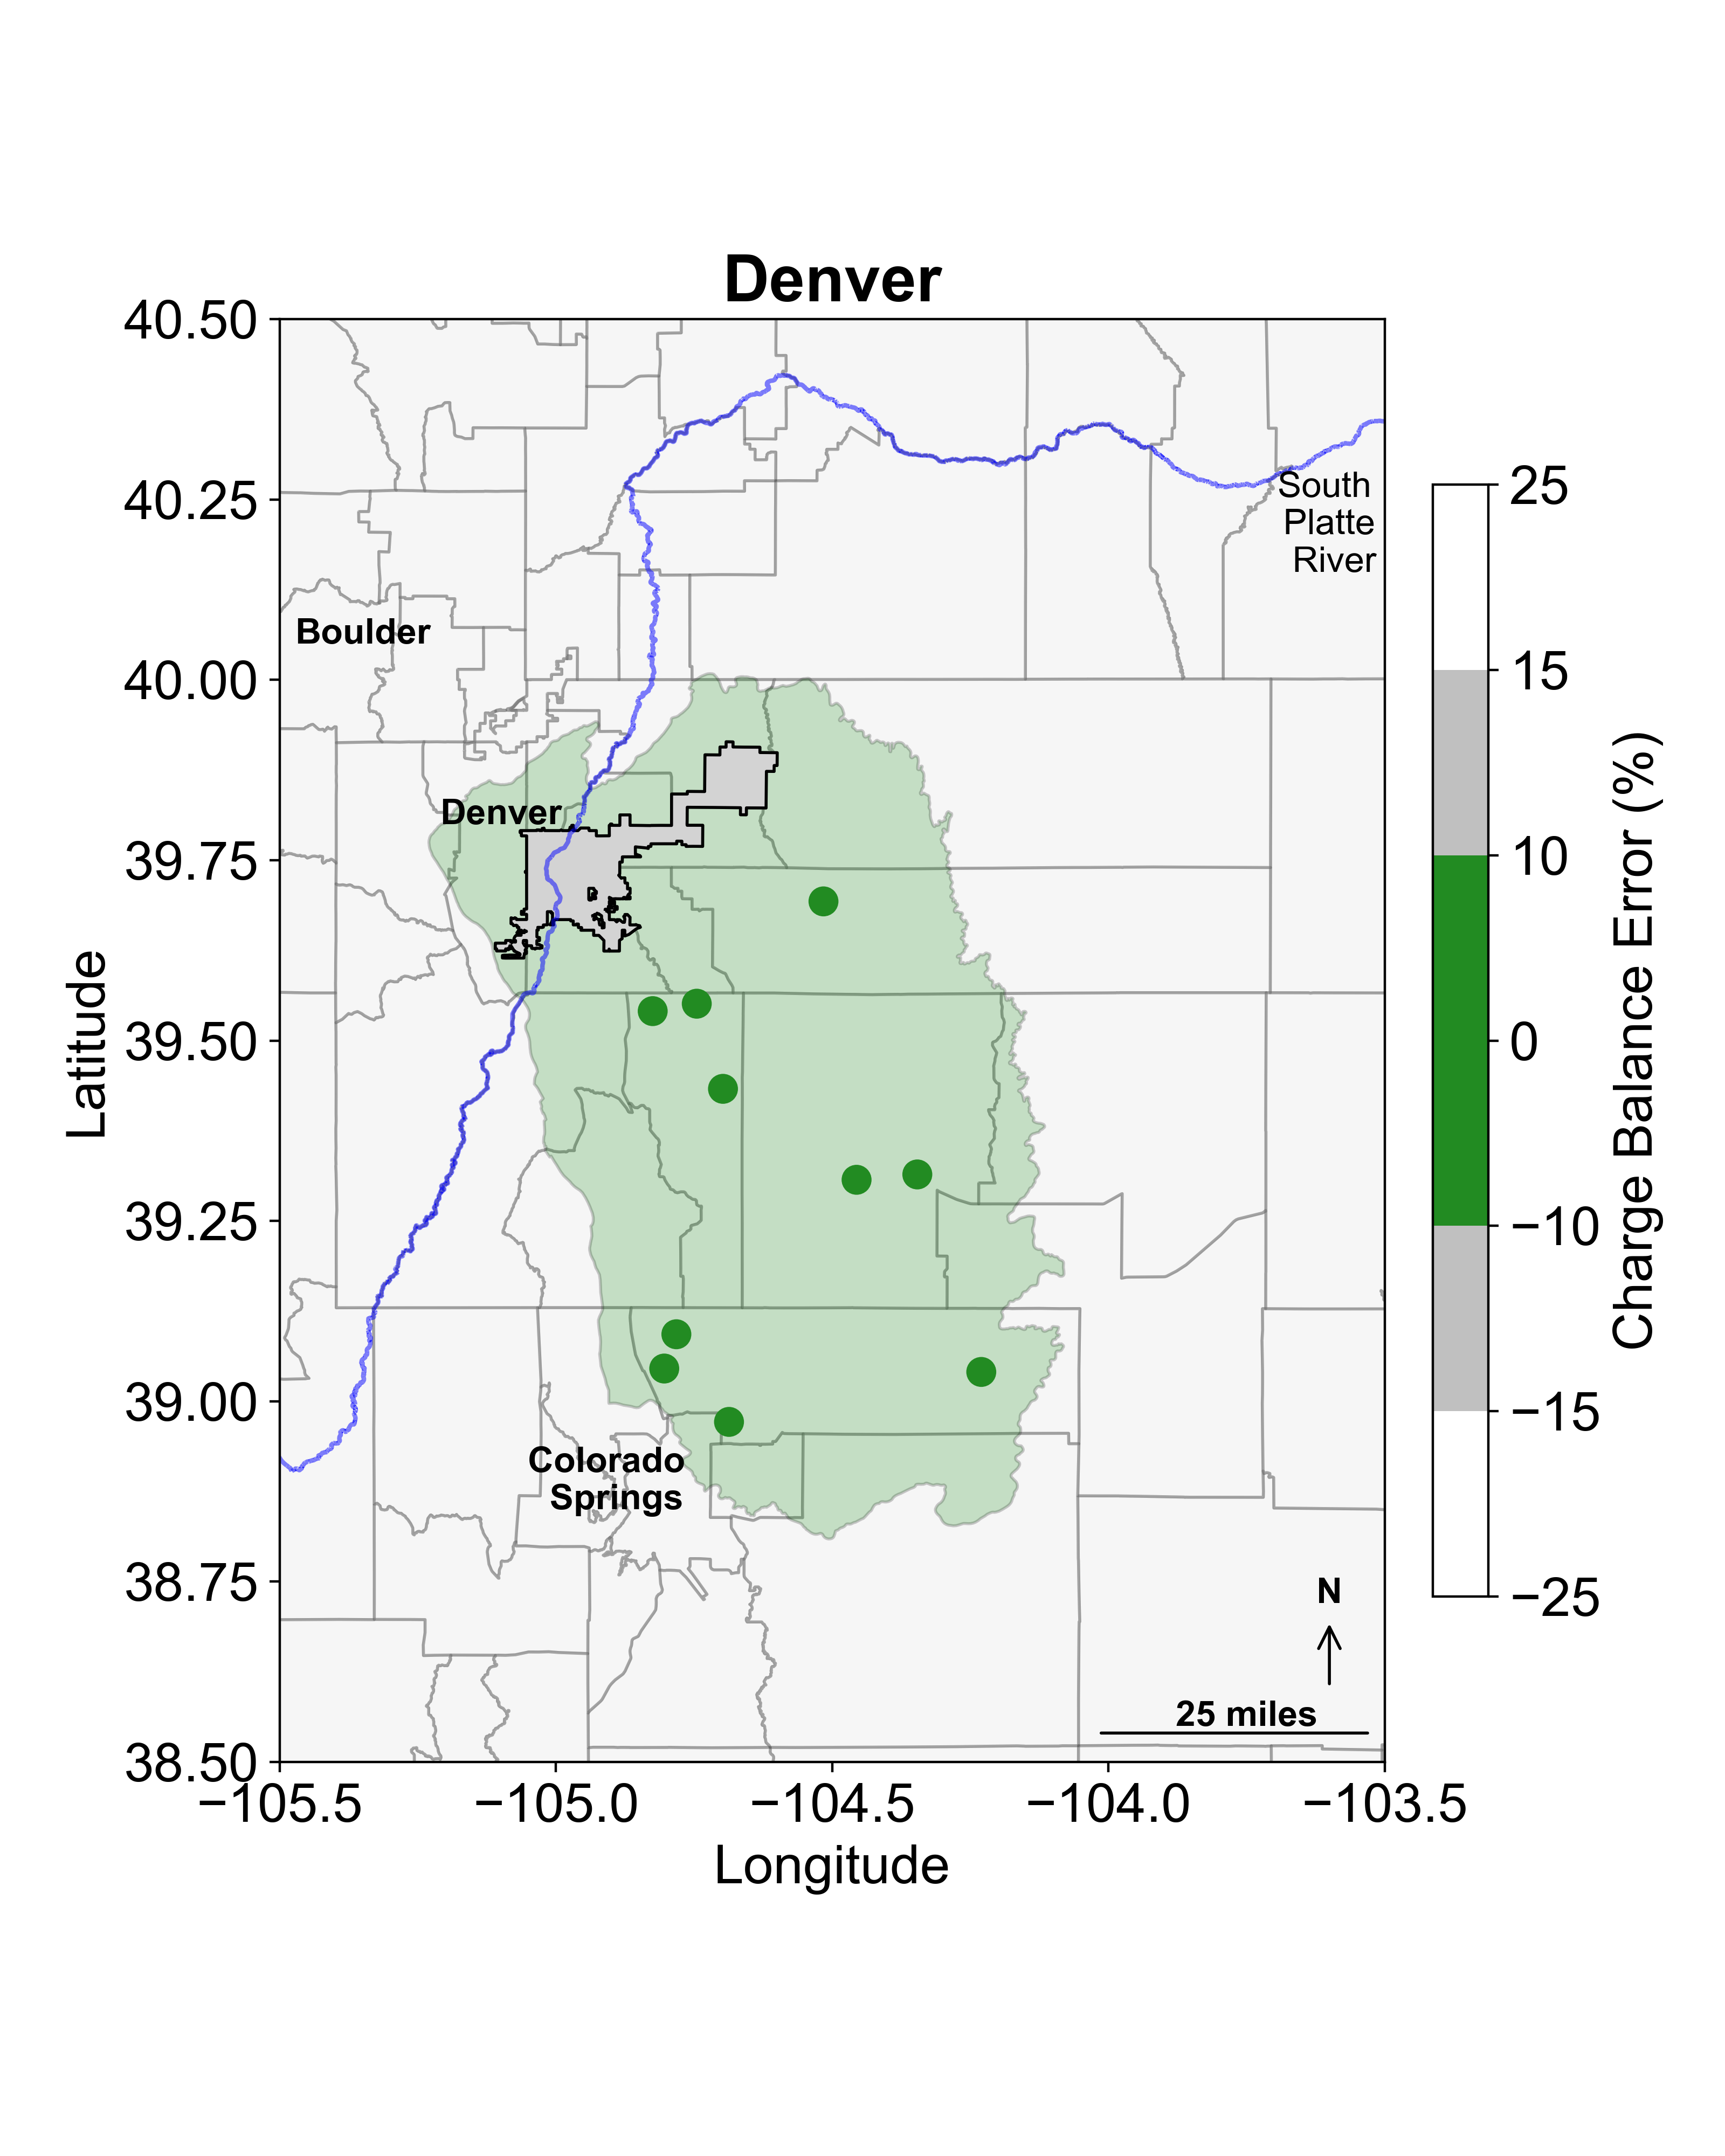 Denver
40.50
40.25
40.00
39.75
39.50
39.25
39.00
38.75
38.50
Latitude
South
Platte
River
Boulder
Denver
Colorado
Springs
N
25 miles
−105.5
−105.0
−104.5
−104.0
−103.5
Longitude
25
15
10
0
−10
−15
−25
Charge Balance Error (%)